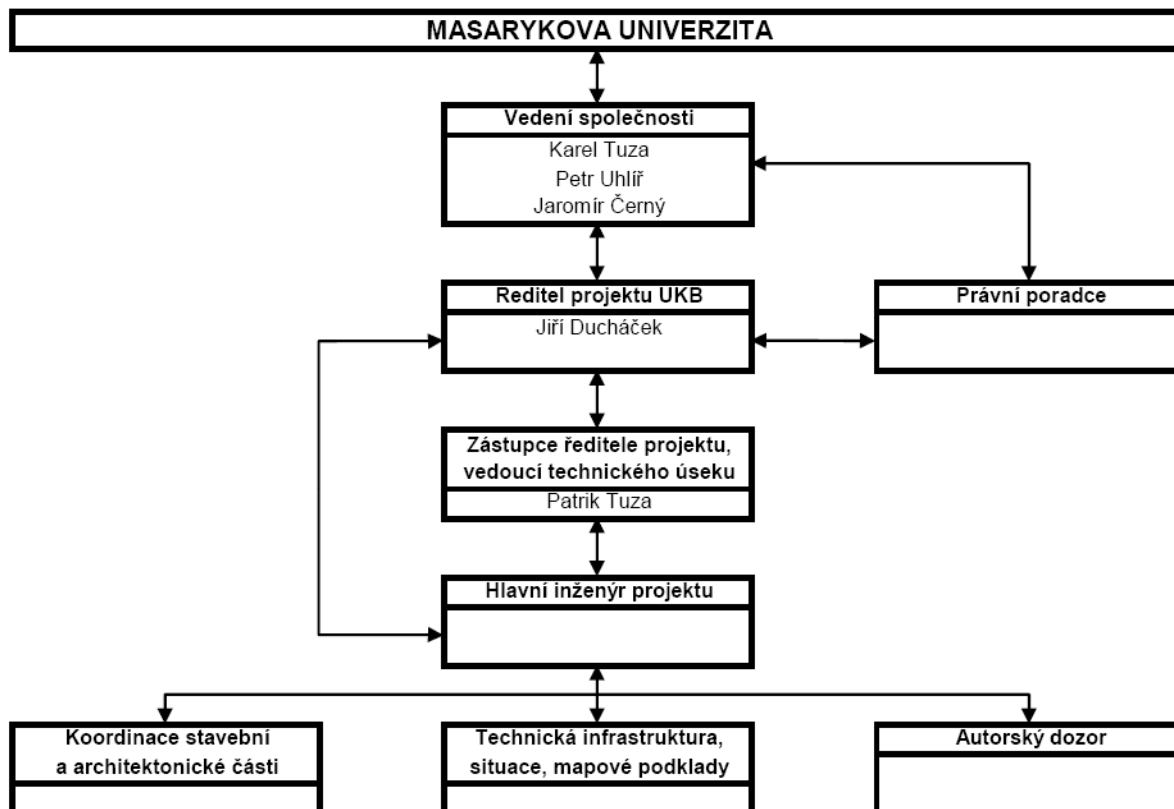 MASARYKOVA UNIVERZITA
Vedení společnosti
Karel Tuza
Petr Uhlíř
Jaromír Černý
Reditel projektu UKB
Jiří Ducháček
Právní poradce
Zástupce ředitele projektu,
vedoucí technického úseku
Patrik Tuza
Hlavní inženýr projektu
Koordinace stavební
a architektonické části
Technická infrastruktura,
situace, mapové podklady
Autorský dozor